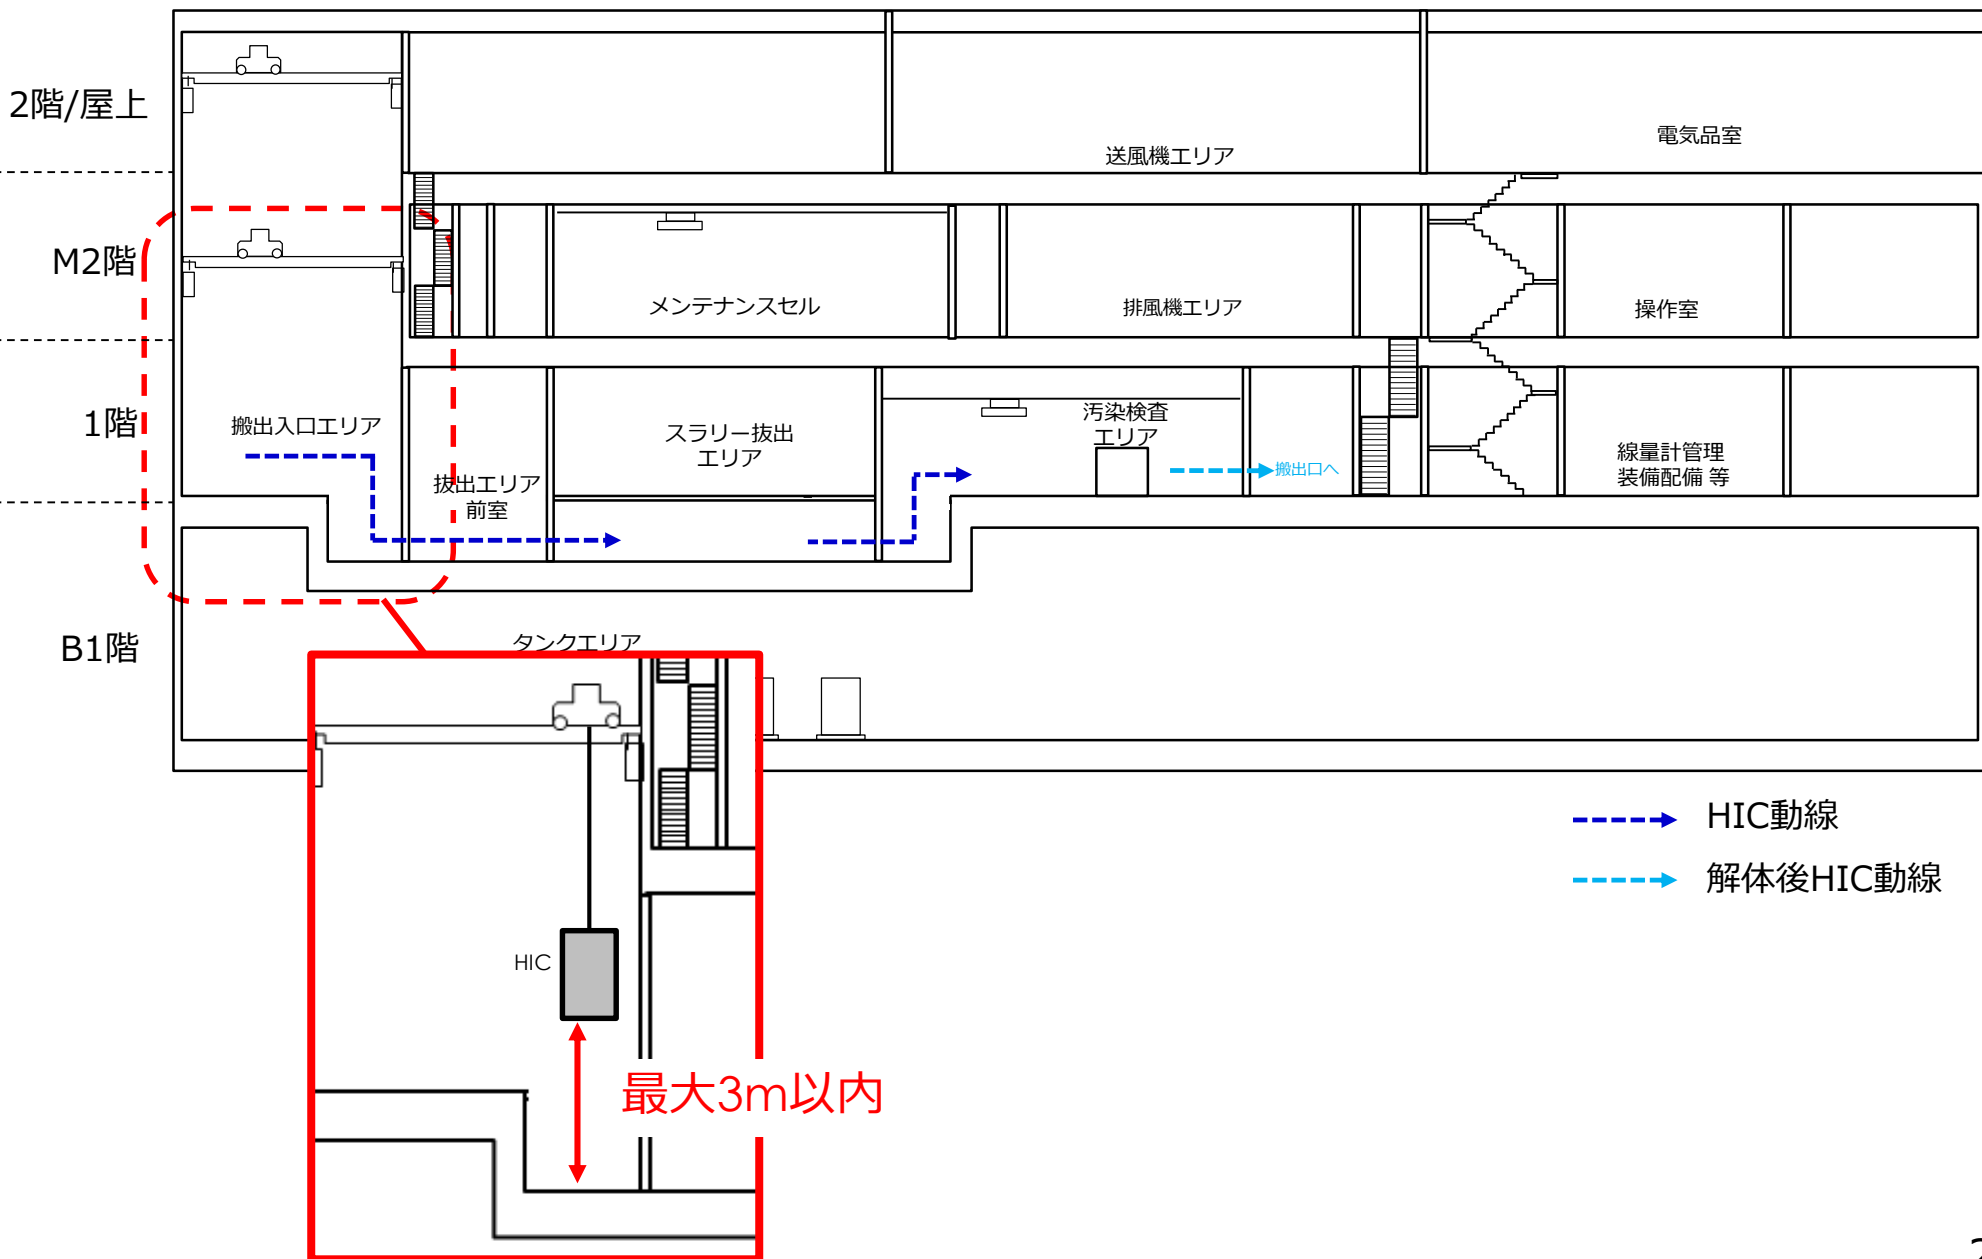 2階/屋上
送風機エリア
電気品室
M2階
メンテナンスセル
排風機エリア
操作室
1階
搬出入口エリア
抜出エリア
前室
スラリー抜出
エリア
汚染検査
エリア
搬出口へ
線量計管理
装備配備 等
B1階
タンクエリア
HIC
最大3m以内
HIC動線
解体後HIC動線